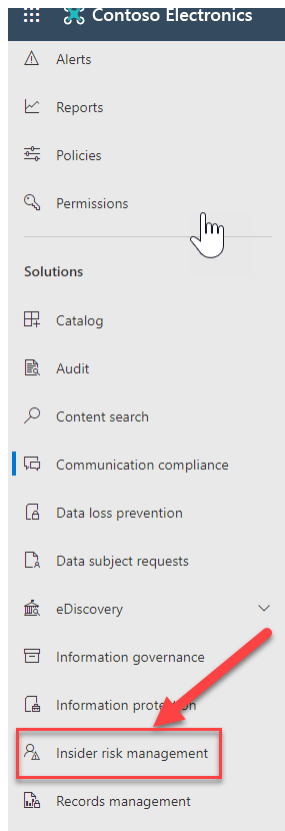 Contoso Electronics
Alerts
Reports
Policies
Permissions
Solutions
Catalog
Audit
Content search
Communication compliance
Data loss prevention
Data subject requests
eDiscovery
Information governance
Information protection
Insider risk management
Records management